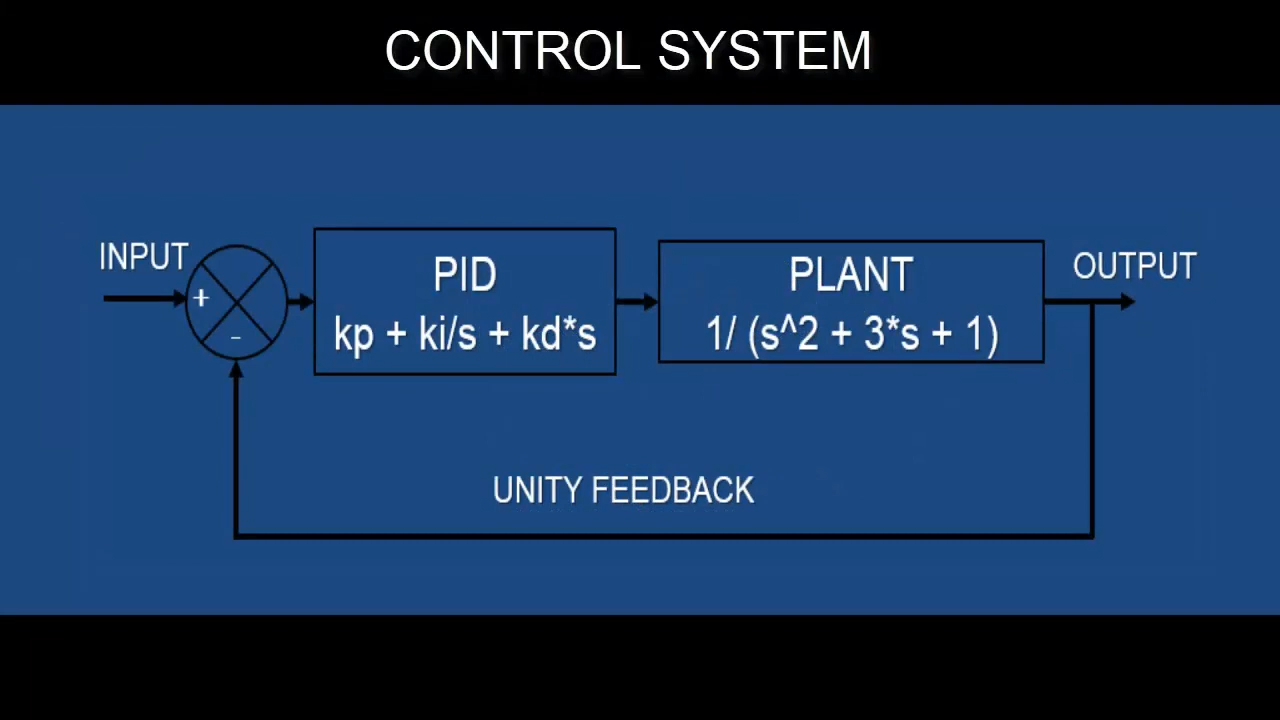 CONTROL SYSTEM
INPUT
+
-
PID
kp + ki/s + kd*s
PLANT
1/ (s^2 + 3*s + 1)
OUTPUT
UNITY FEEDBACK